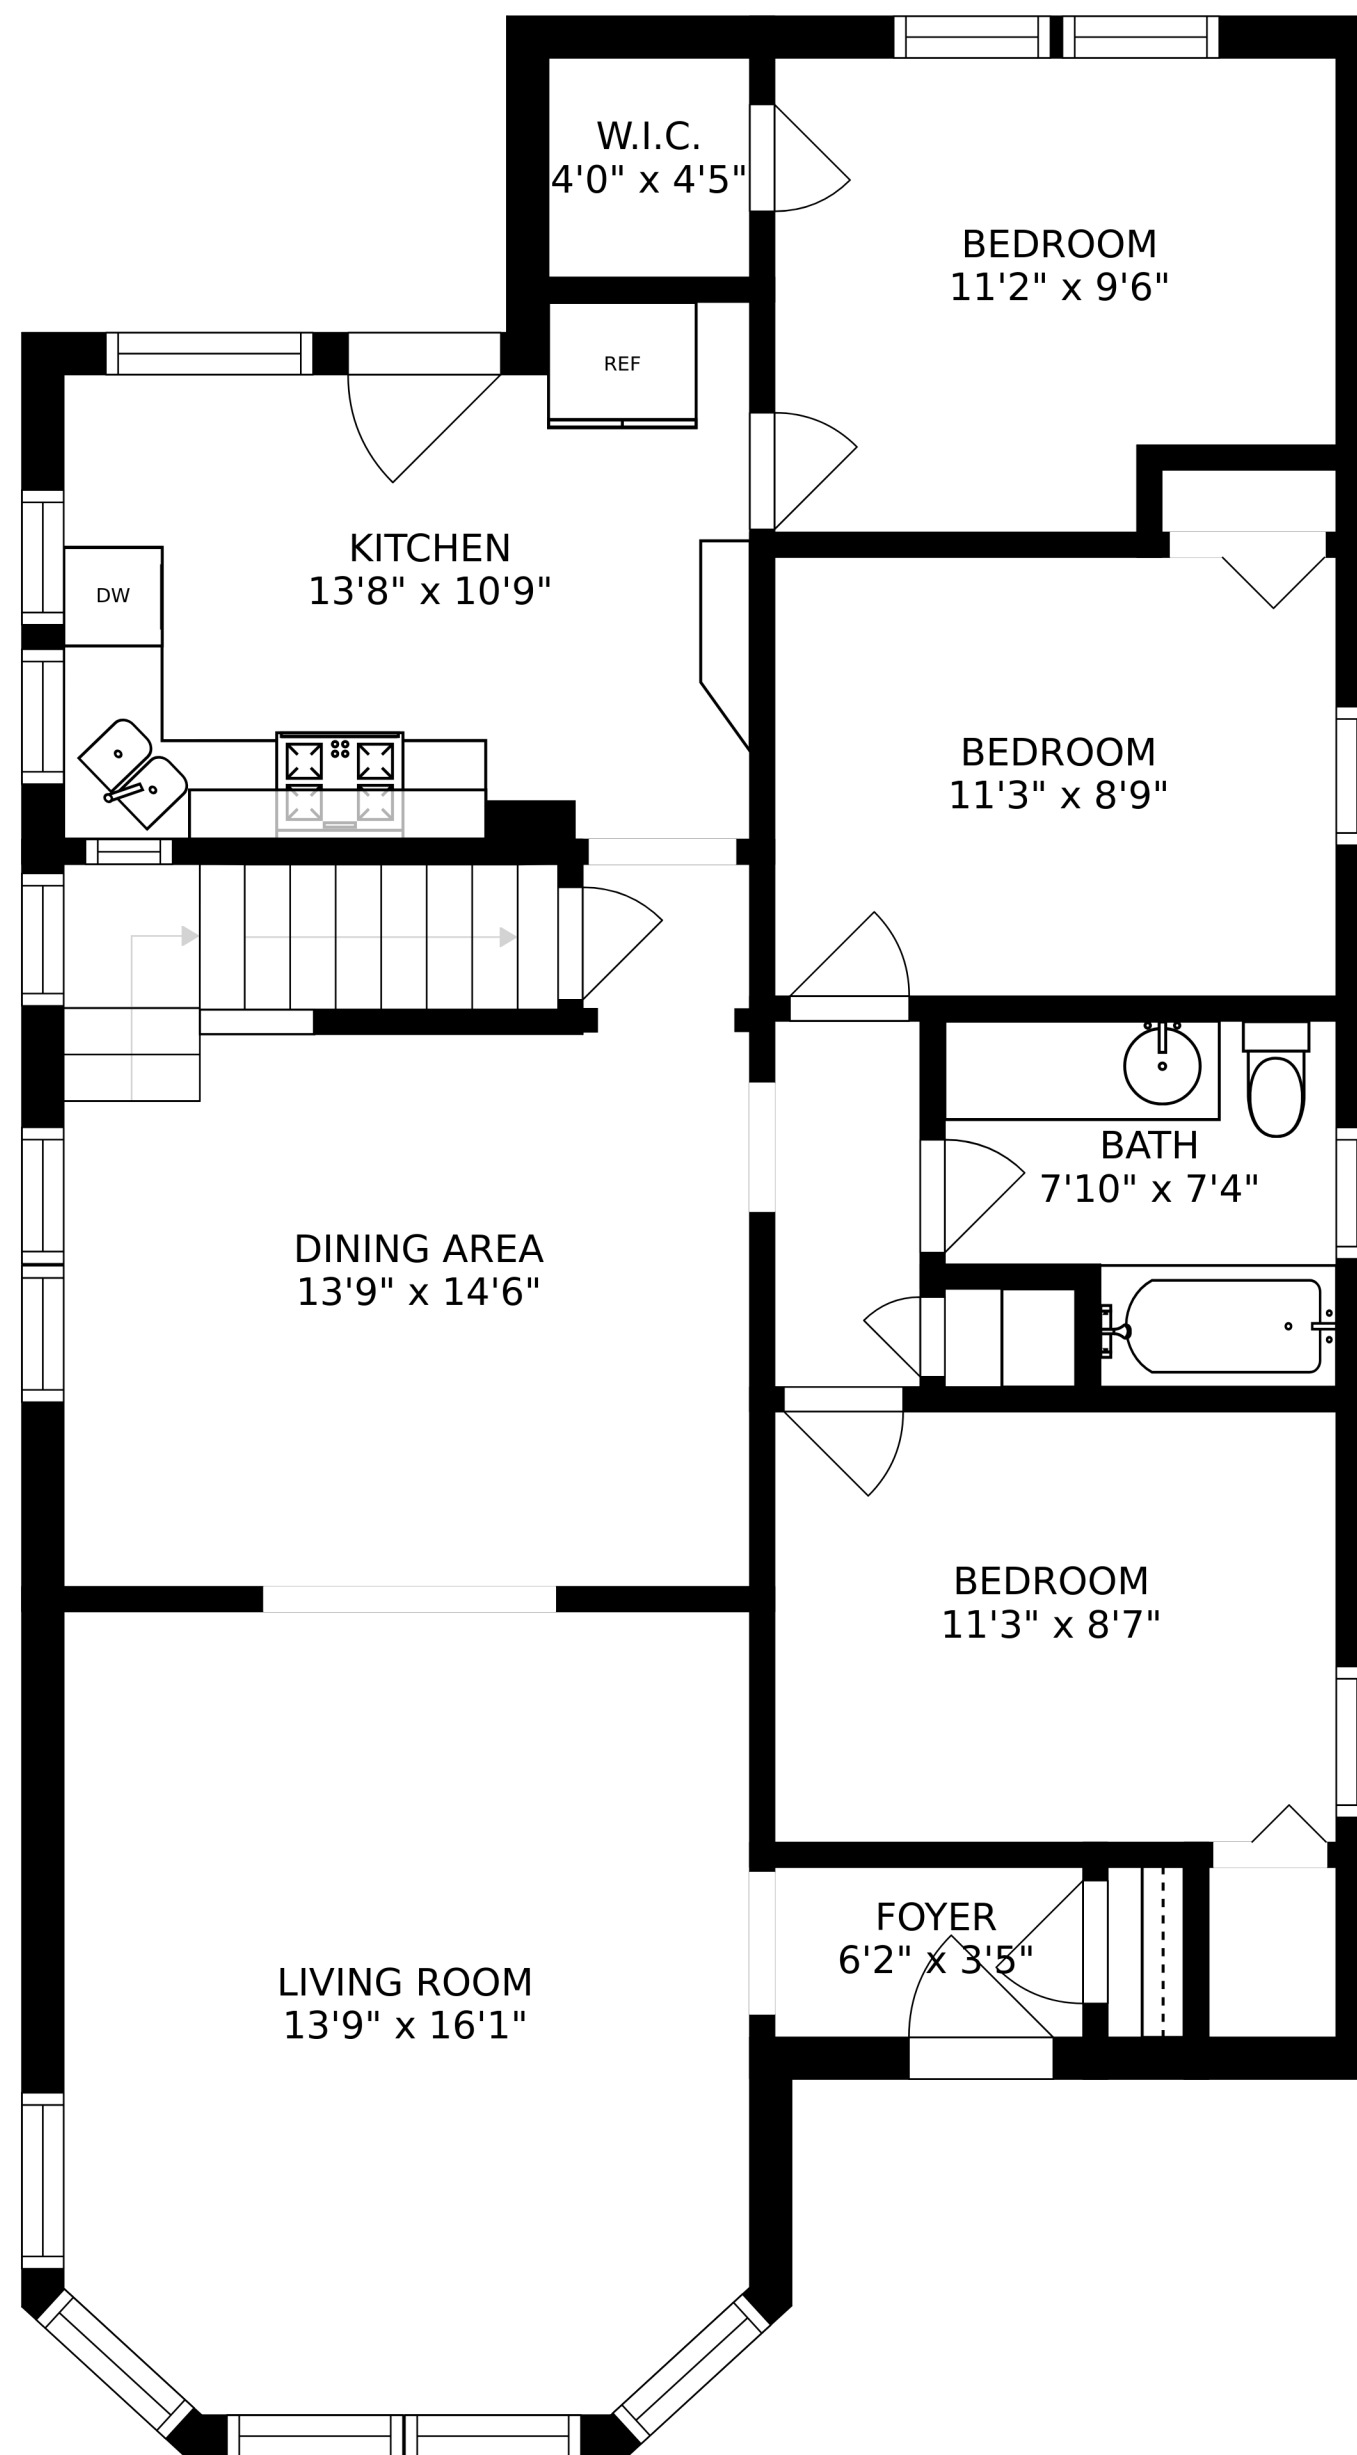 W.I.C.
4'0" x 4'5"
BEDROOM
11'2" x 9'6"
REF
KITCHEN
13'8" x 10'9"
DW
BEDROOM
11'3" x 8'9"
BATH
7'10" x 7'4"
DINING AREA
13'9" x 14'6"
BEDROOM
11'3" x 8'7"
FOYER
6'2" x 3'5"
LIVING ROOM
13'9" x 16'1"